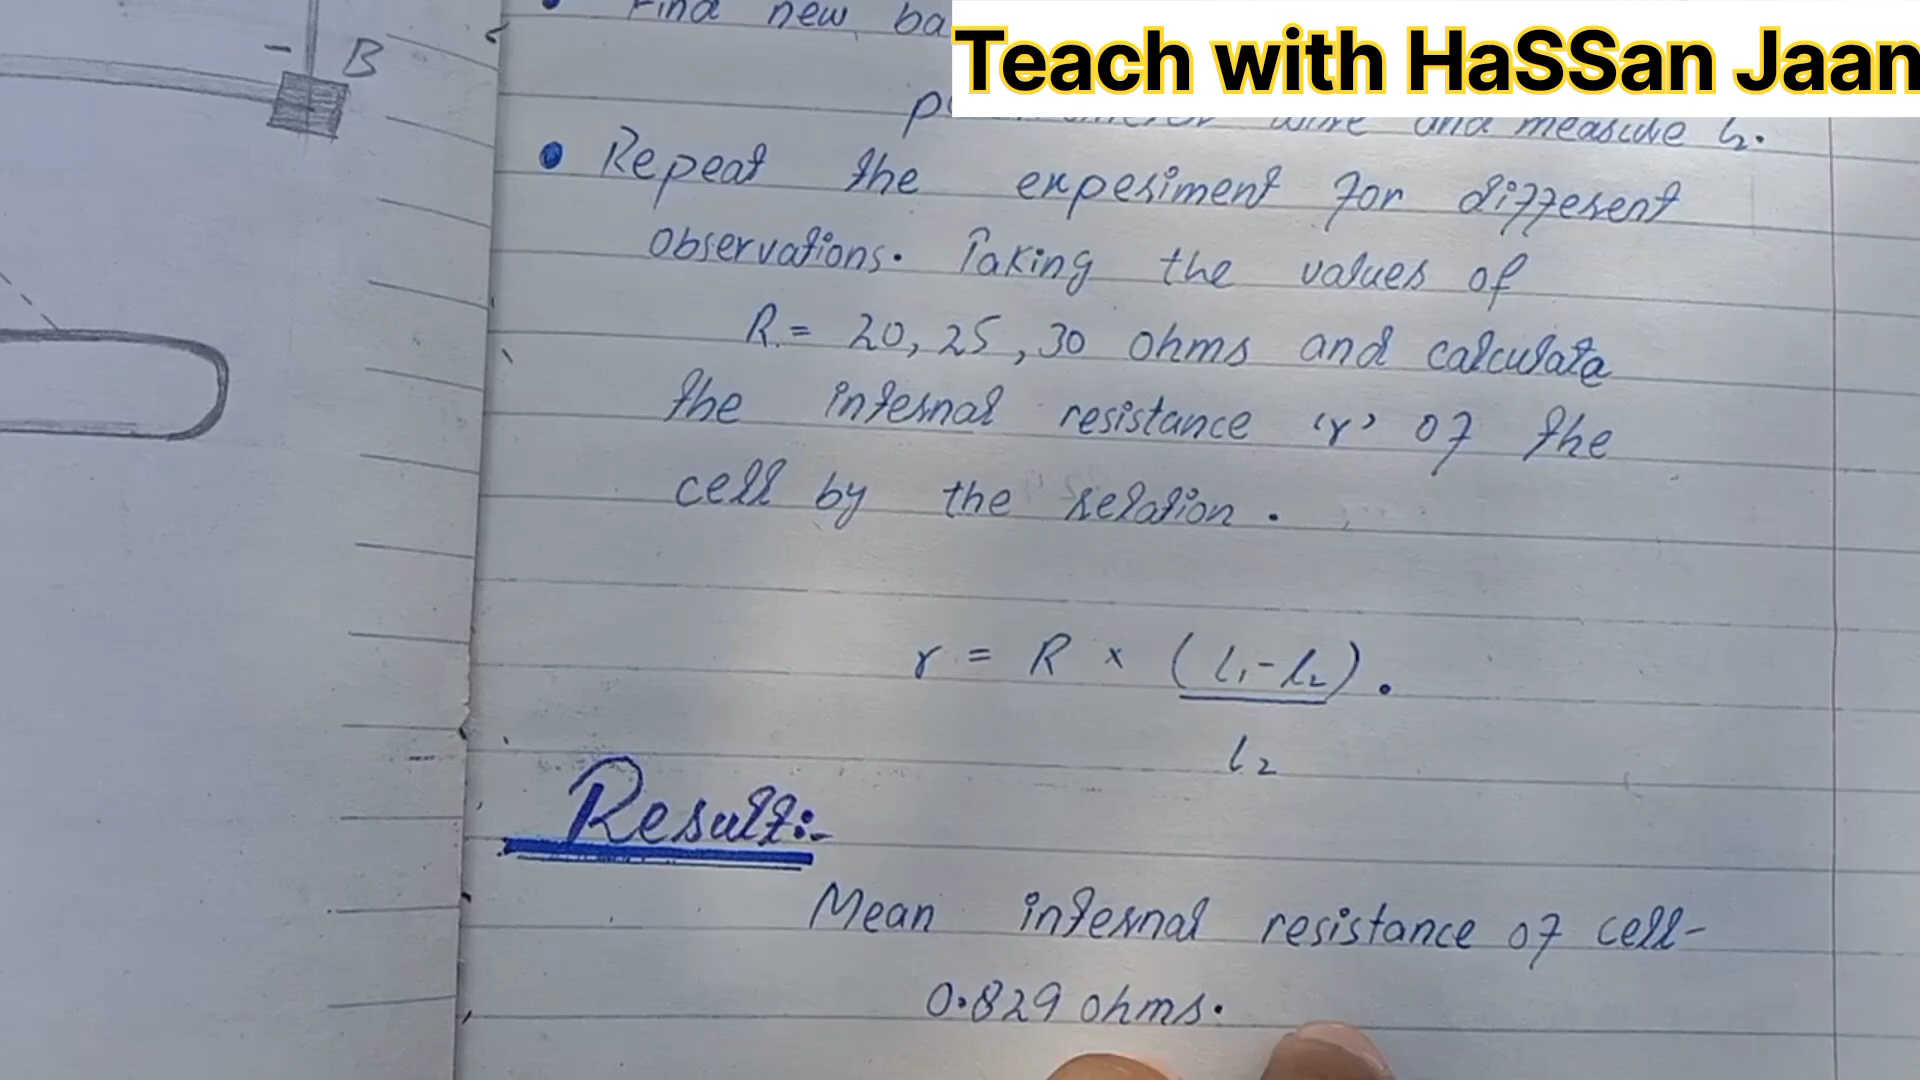 Find new ba
Teach with HaSSan Jaan
wire and measure l₂.
• Repeat the experiment for different
observations. Taking the values of
R = 20, 25, 30 ohms and calculate
the internal resistance 'r' of the
cell by the relation.
r = R × (l₁-l₂).
l₂
Result:-
Mean internal resistance of cell-
0.829 ohms.
- B